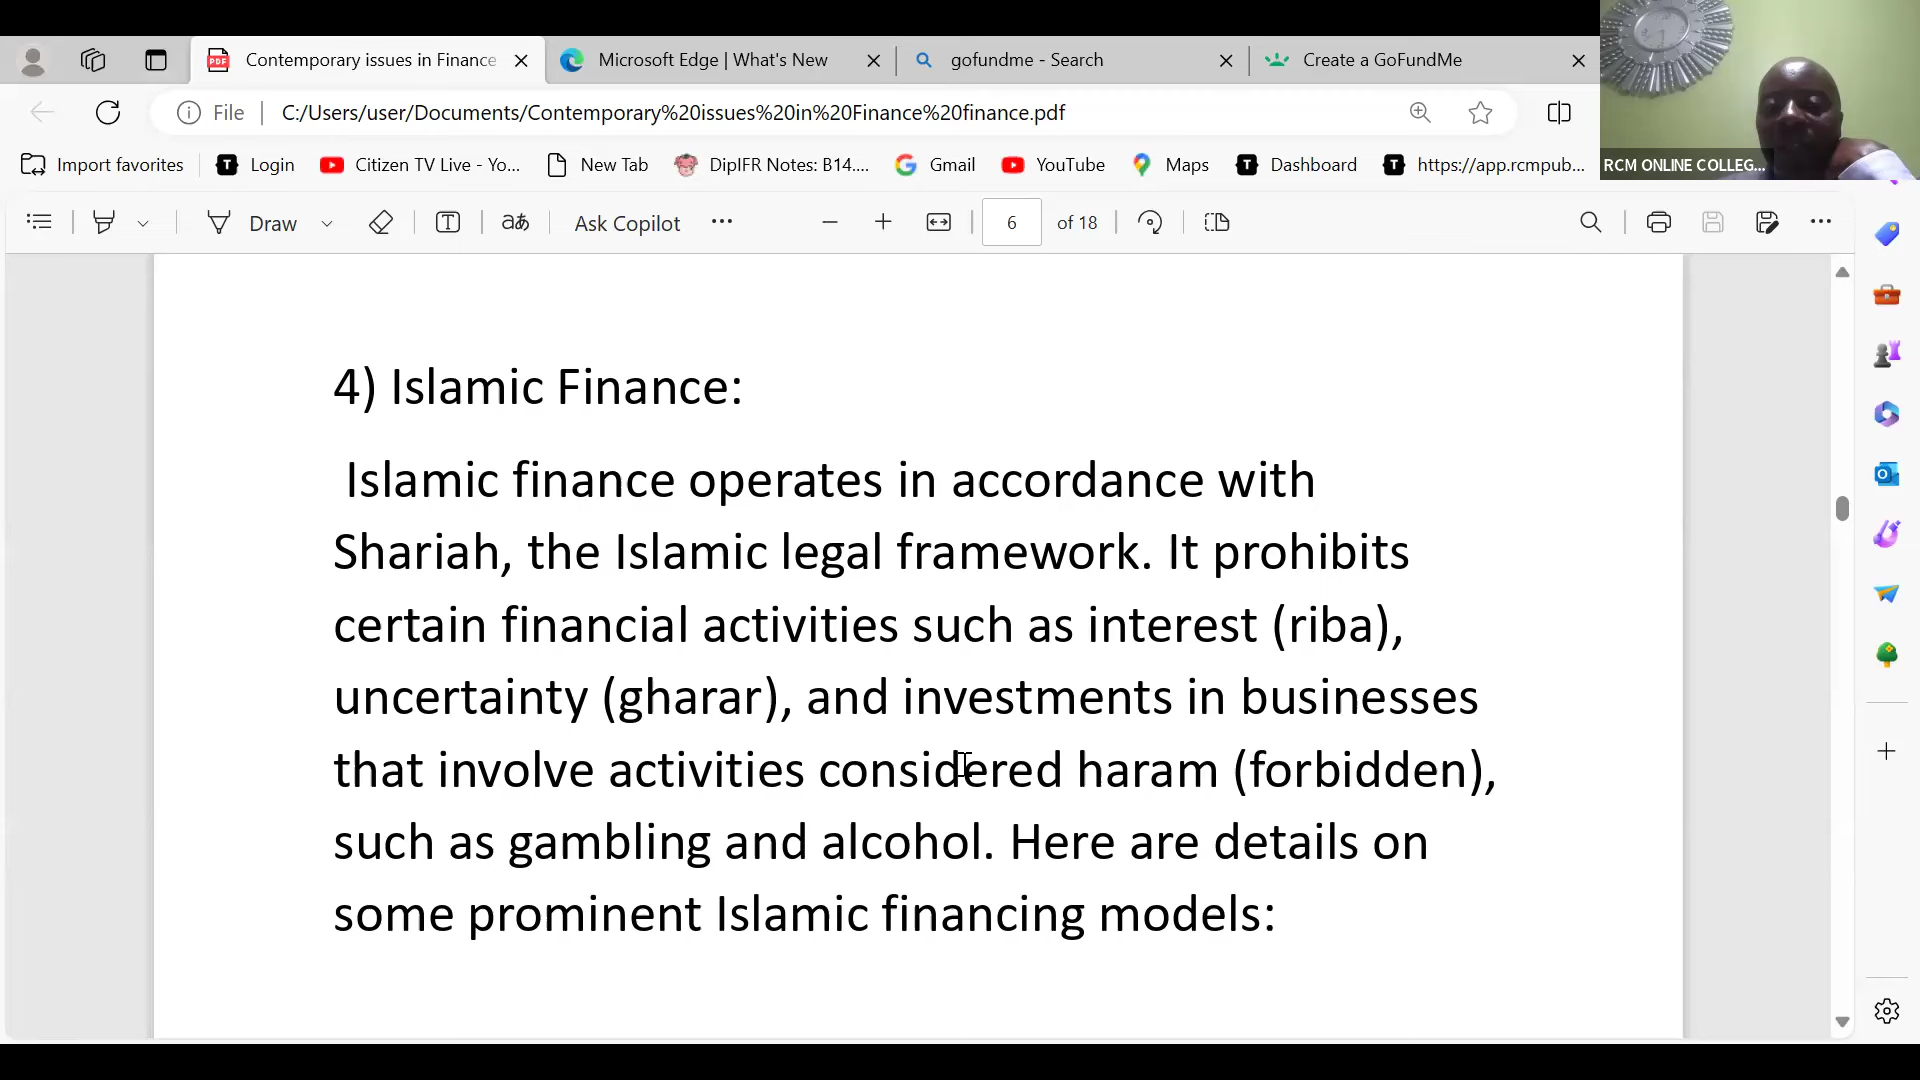 Contemporary issues in Finance
Microsoft Edge | What's New
gofundme - Search
Create a GoFundMe
File
C:/Users/user/Documents/Contemporary%20issues%20in%20Finance%20finance.pdf
Import favorites
Login
Citizen TV Live - Yo...
New Tab
DipIFR Notes: B14....
Gmail
YouTube
Maps
Dashboard
https://app.rcmpub...
RCM ONLINE COLLEG...
Draw
aあ
Ask Copilot
6
of 18
4) Islamic Finance:
Islamic finance operates in accordance with
Shariah, the Islamic legal framework. It prohibits
certain financial activities such as interest (riba),
uncertainty (gharar), and investments in businesses
that involve activities considered haram (forbidden),
such as gambling and alcohol. Here are details on
some prominent Islamic financing models: